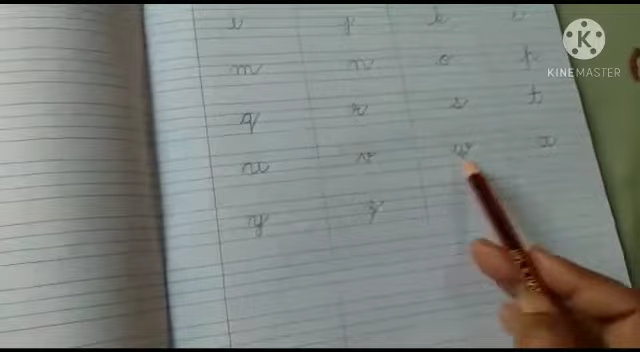 K
KINEMASTER
m n o p
q r s t
u v w x
y z